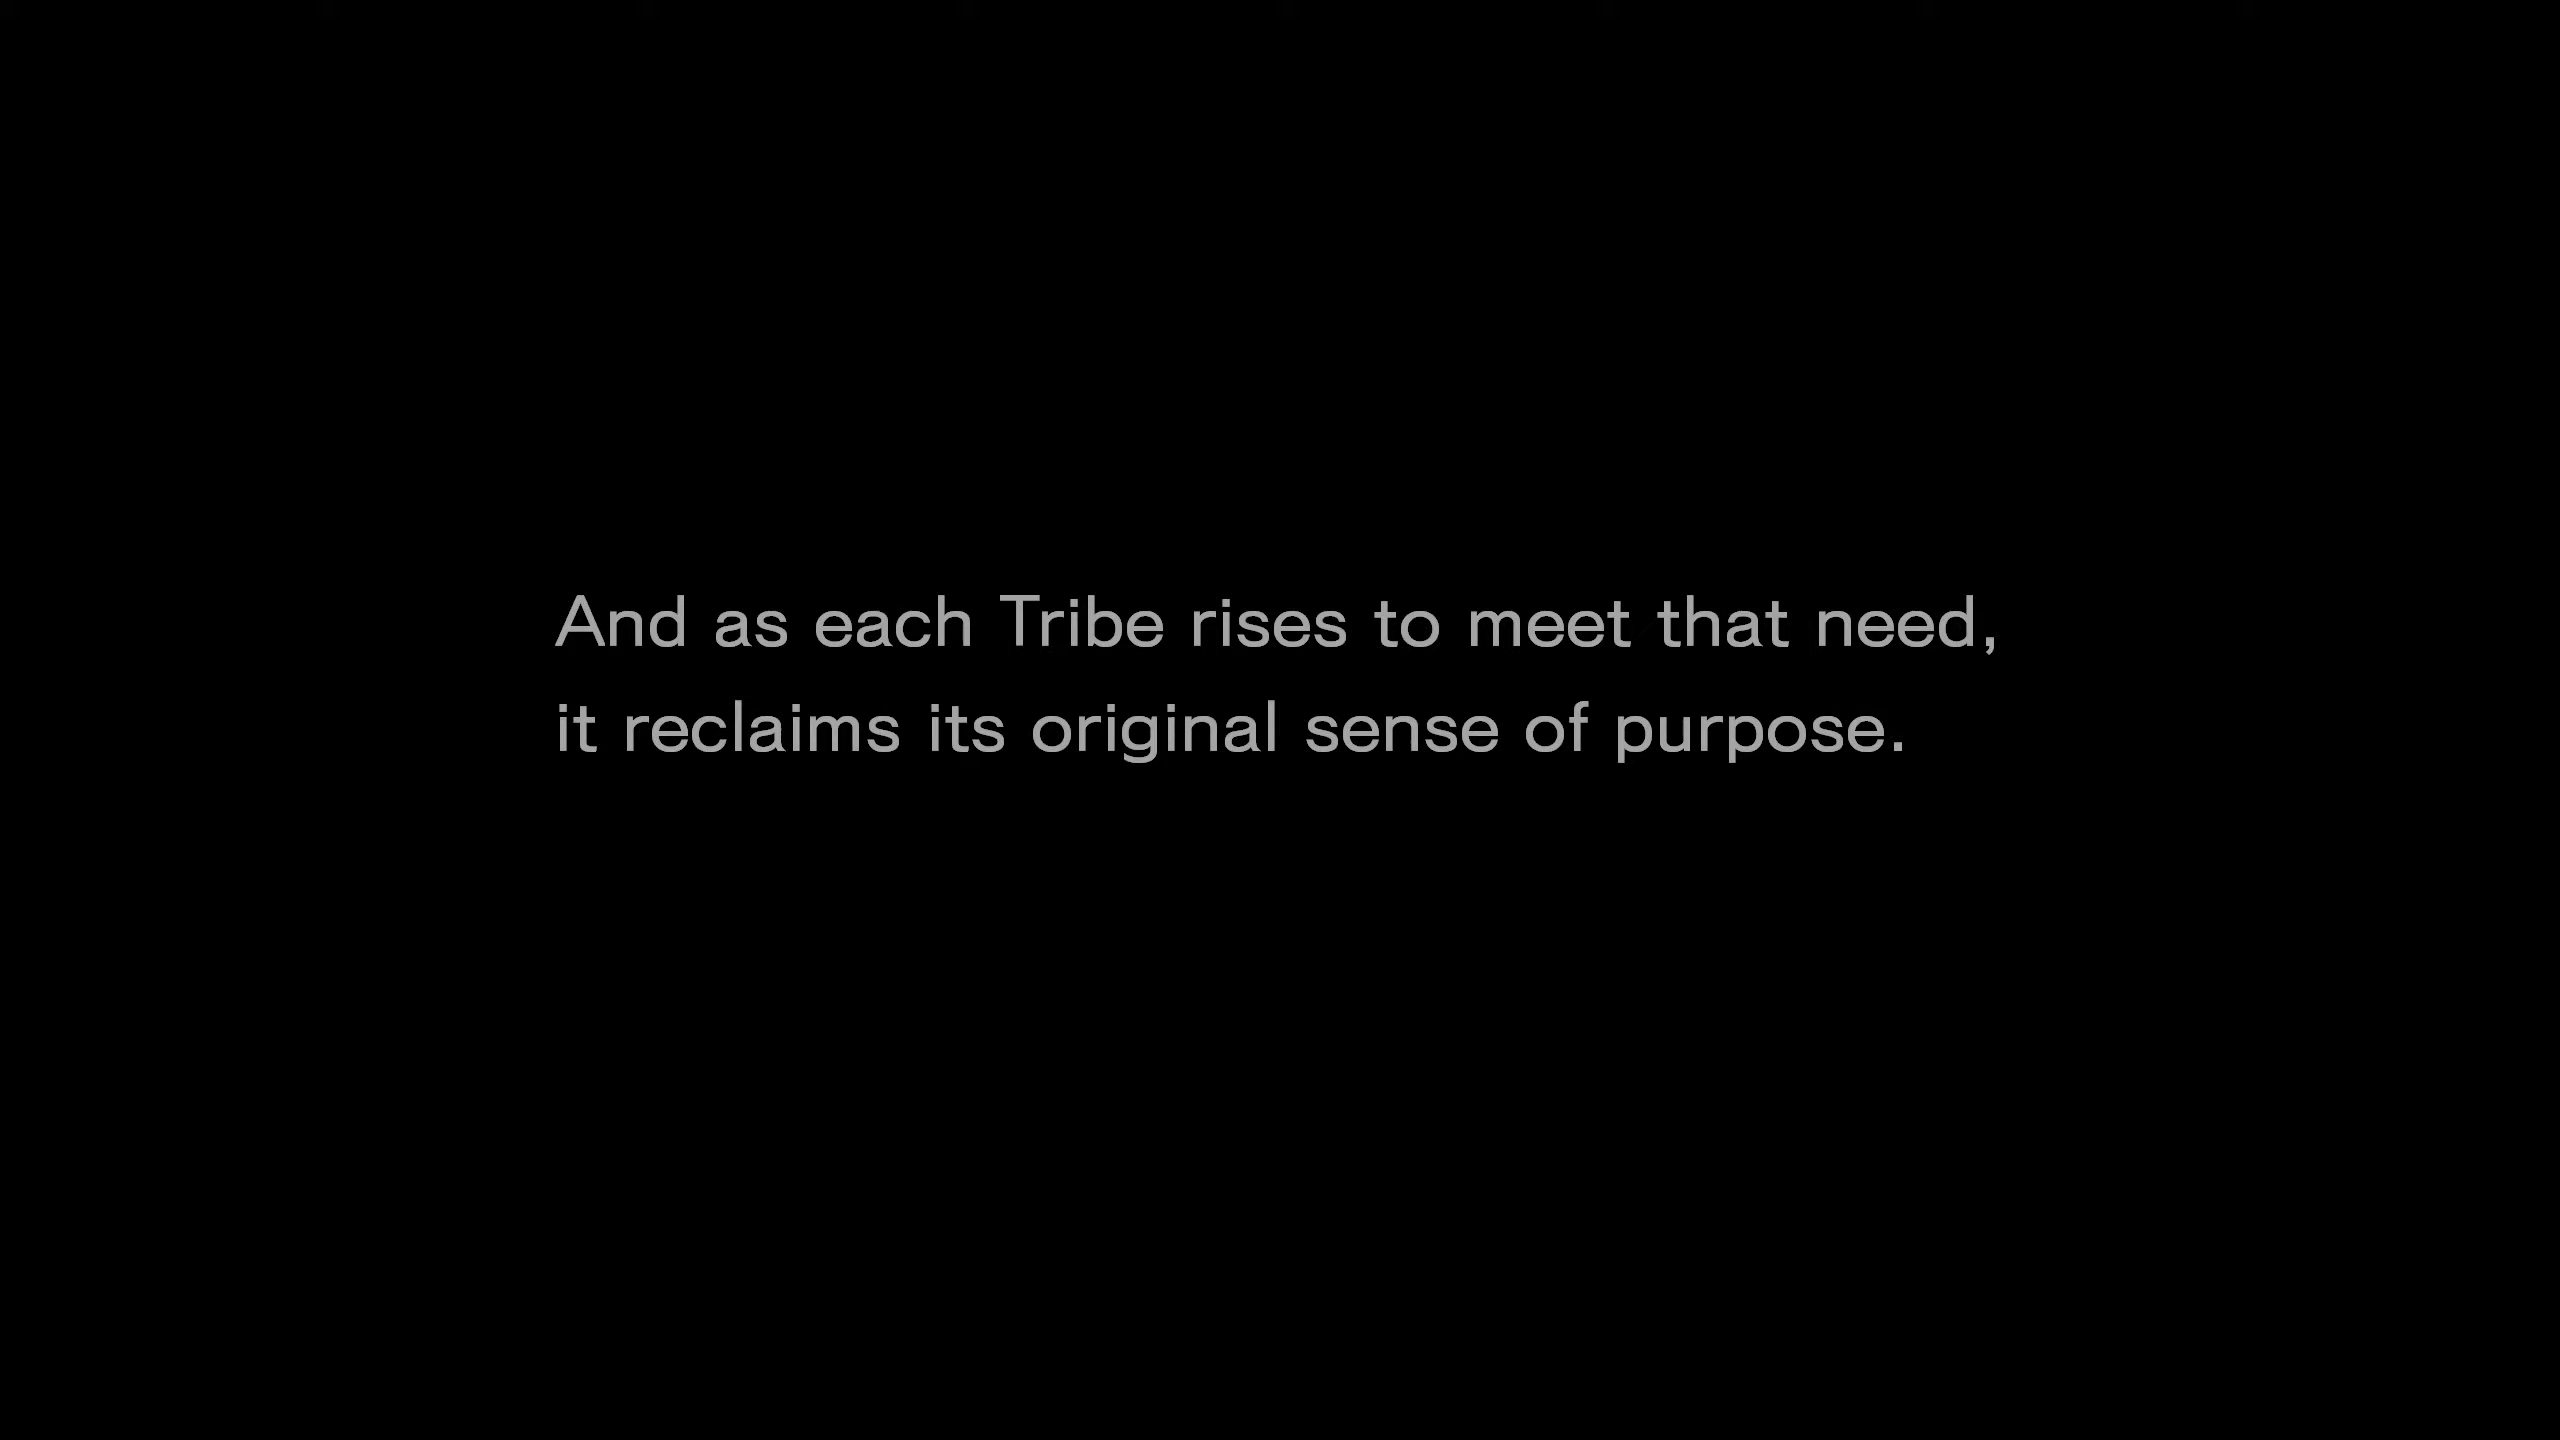 And as each Tribe rises to meet that need,
it reclaims its original sense of purpose.